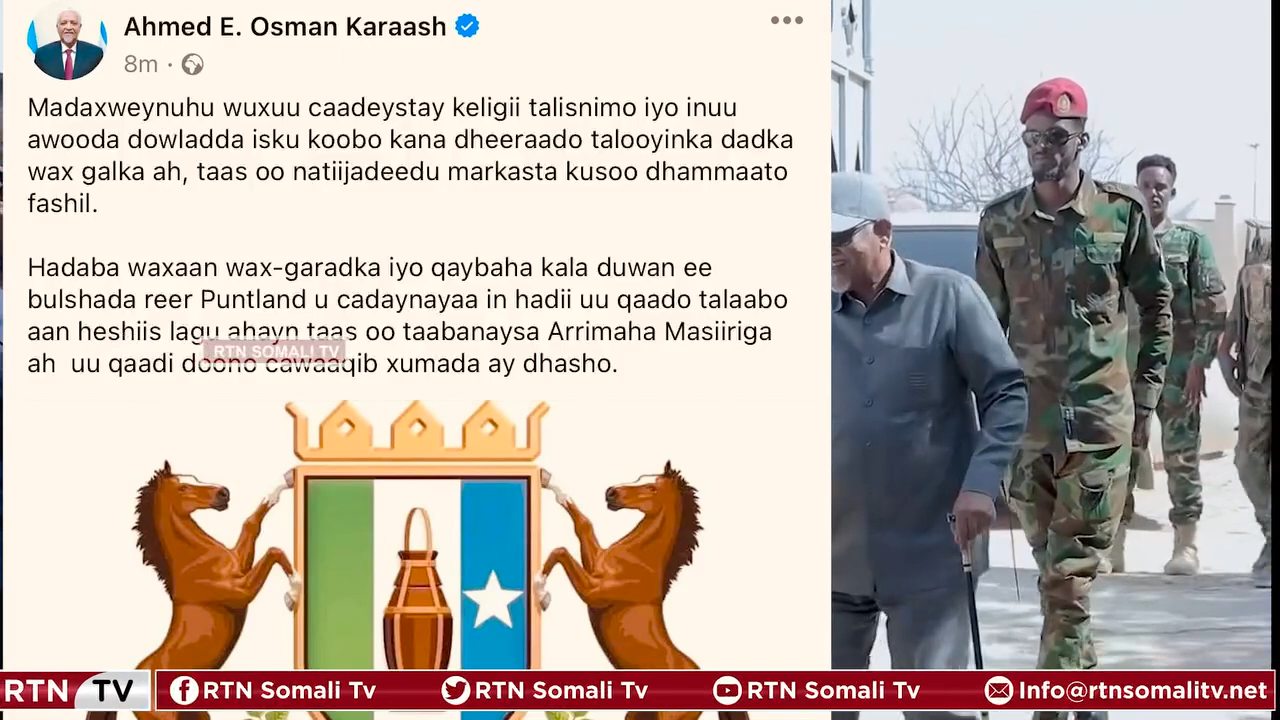 Ahmed E. Osman Karaash
8m ·
Madaxweynuhu wuxuu caadeystay keligii talisnimo iyo inuu
awooda dowladda isku koobo kana dheeraado talooyinka dadka
wax galka ah, taas oo natiijadeedu markasta kusoo dhammaato
fashil.
Hadaba waxaan wax-garadka iyo qaybaha kala duwan ee
bulshada reer Puntland u cadaynayaa in hadii uu qaado talaabo
aan heshiis lagu ahayn taas oo taabanaysa Arrimaha Masiiriga
RTN SOMALI TV
ah uu qaadi doono cawaaqib xumada ay dhasho.
RTN TV
RTN Somali Tv
RTN Somali Tv
RTN Somali Tv
Info@rtnsomalitv.net